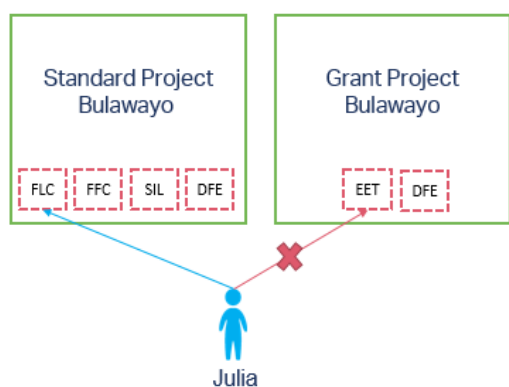 Standard Project
Bulawayo
Grant Project
Bulawayo
FLC FFC SIL DFE
EET DFE
Julia